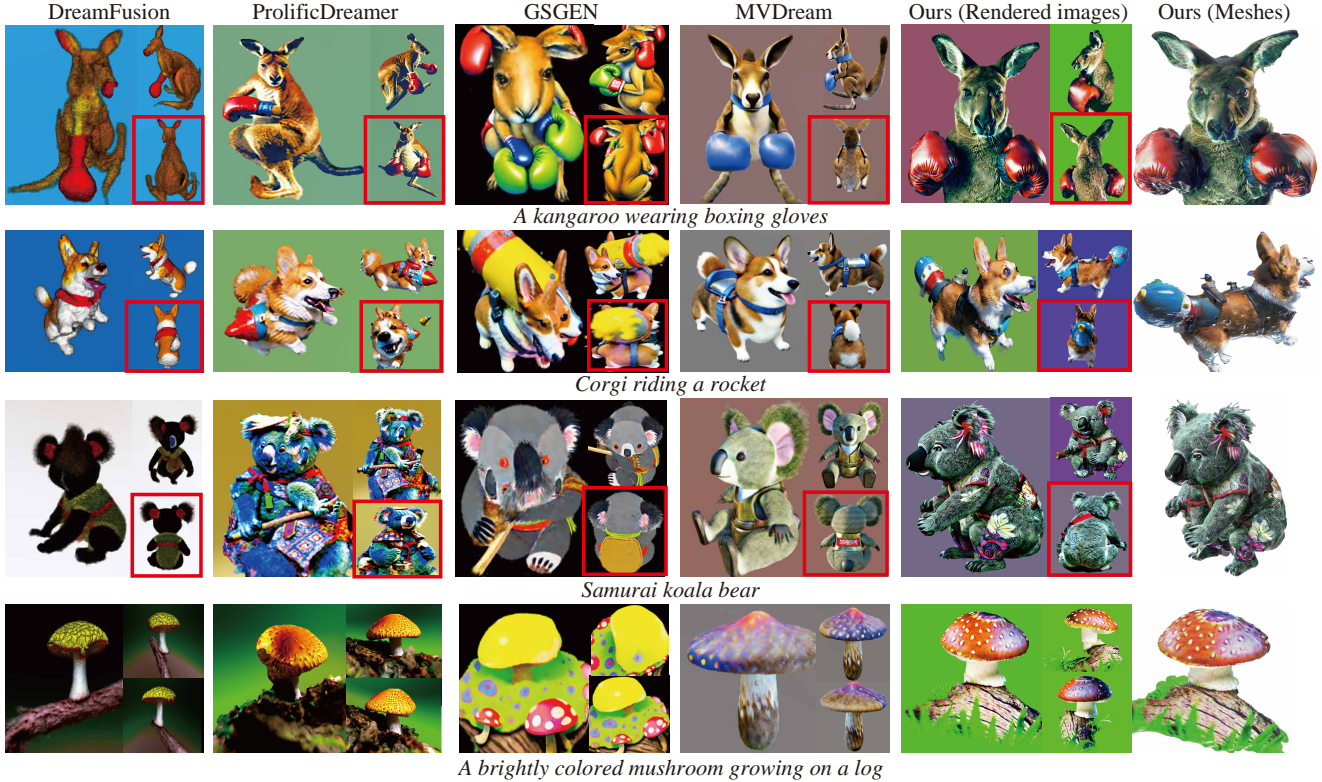 DreamFusion ProlificDreamer GSGEN MVDream Ours (Rendered images) Ours (Meshes)
A kangaroo wearing boxing gloves
Corgi riding a rocket
Samurai koala bear
A brightly colored mushroom growing on a log